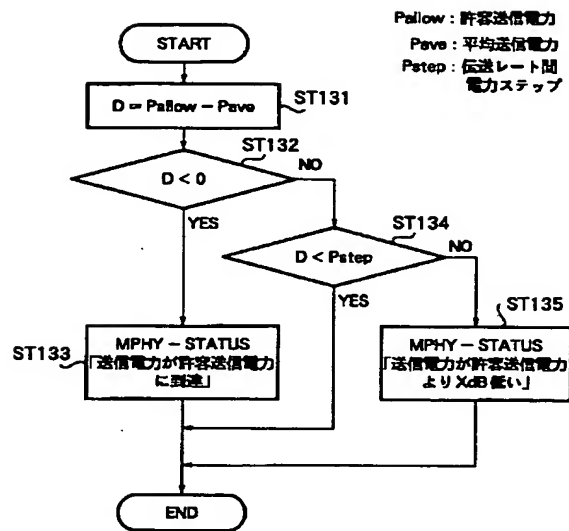 Pallow：許容送信電力
Pave：平均送信電力
Pstep：伝送レート間
電力ステップ
START
D = Pallow − Pave
ST131
D < 0
ST132
NO
YES
D < Pstep
ST134
NO
YES
ST133
MPHY − STATUS
「送信電力が許容送信電力
に到達」
ST135
MPHY − STATUS
「送信電力が許容送信電力
より XdB 低い」
END